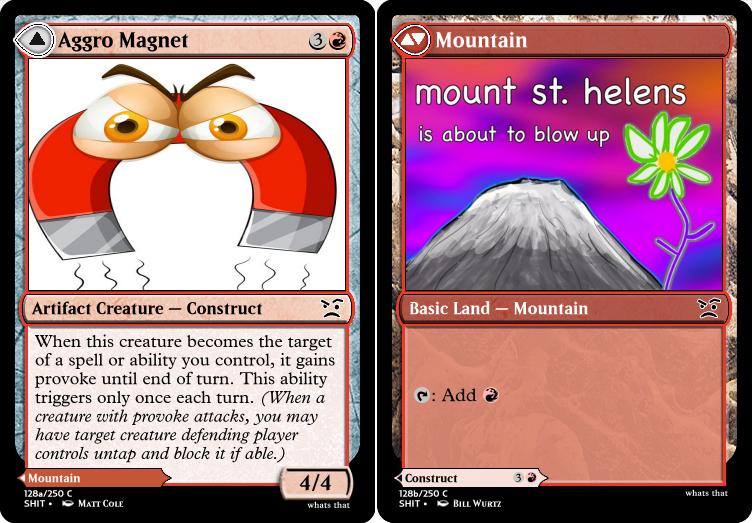 Aggro Magnet 3
Artifact Creature — Construct
When this creature becomes the target
of a spell or ability you control, it gains
provoke until end of turn. This ability
triggers only once each turn. (When a
creature with provoke attacks, you may
have target creature defending player
controls untap and block it if able.)
Mountain
4/4
128a/250 C
SHIT • Matt Cole
whats that
Mountain
mount st. helens
is about to blow up
Basic Land — Mountain
: Add
Construct 3
128b/250 C
SHIT • Bill Wurtz
whats that